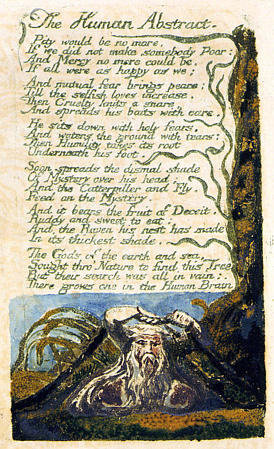 The Human Abstract.
Pity would be no more,
If we did not make somebody Poor:
And Mercy no more could be,
If all were as happy as we;
And mutual fear brings peace:
Till the selfish loves increase.
Then Cruelty knits a snare,
And spreads his baits with care.
He sits down with holy fears,
And waters the ground with tears:
Then Humility takes its root
Underneath his foot.
Soon spreads the dismal shade
Of Mystery over his head;
And the Catterpiller and Fly
Feed on the Mystery.
And it bears the fruit of Deceit,
Ruddy and sweet to eat;
And the Raven his nest has made
In its thickest shade.
The Gods of the earth and sea,
Sought thro' Nature to find this Tree
But their search was all in vain:
There grows one in the Human Brain